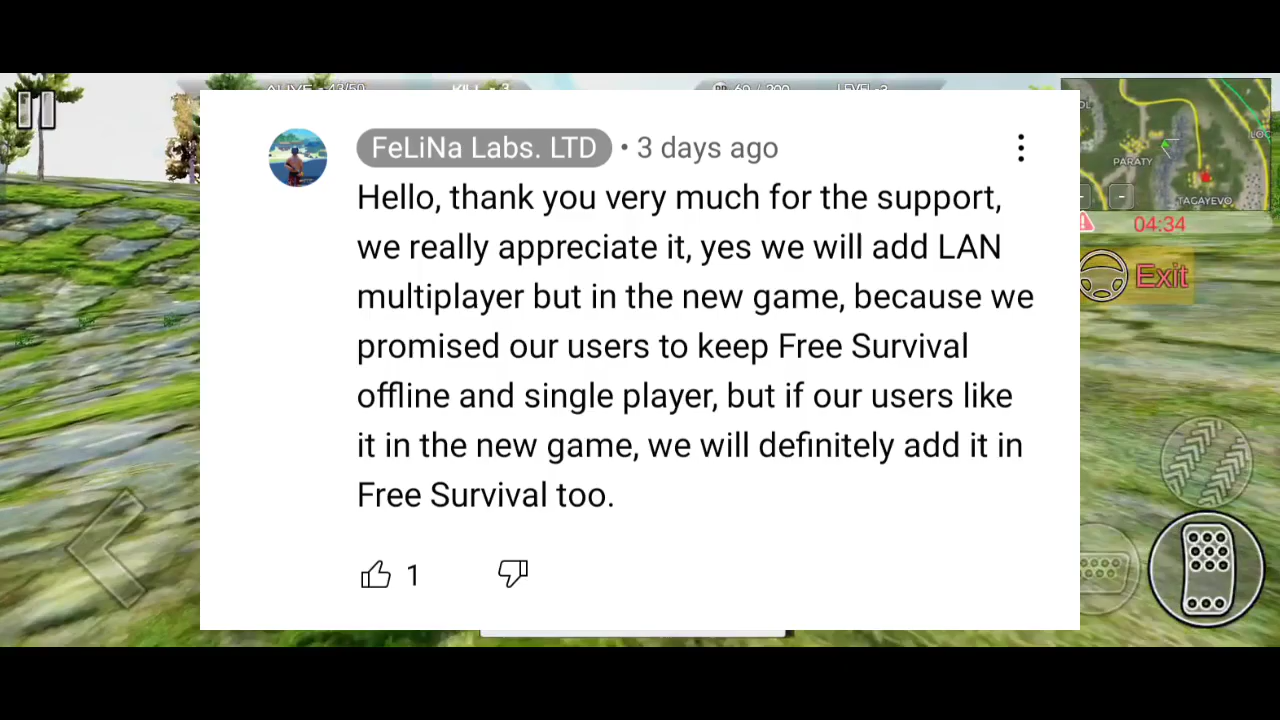 FeLiNa Labs. LTD • 3 days ago
Hello, thank you very much for the support,
we really appreciate it, yes we will add LAN
multiplayer but in the new game, because we
promised our users to keep Free Survival
offline and single player, but if our users like
it in the new game, we will definitely add it in
Free Survival too.
1
PARATY
TAGAYEVO
04:34
Exit